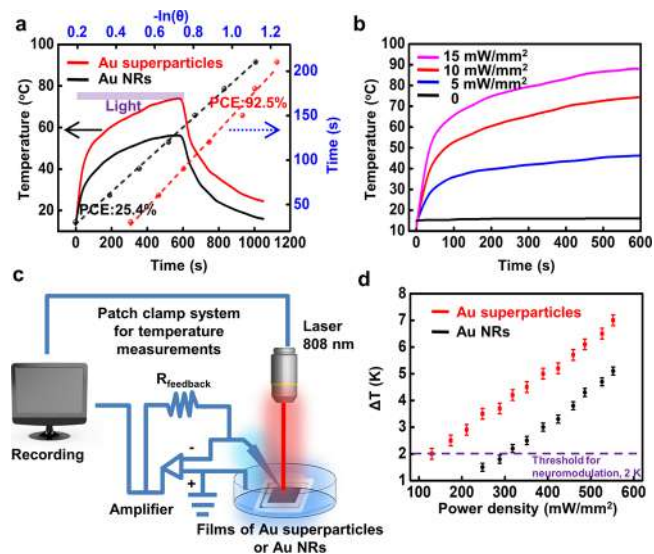 a
-ln(θ)
0.2 0.4 0.6 0.8 1.0 1.2
100
80
60
40
20
Temperature (°C)
Au superparticles
Au NRs
Light
PCE:92.5%
PCE:25.4%
200
150
100
50
Time (s)
0 200 400 600 800 1000 1200
Time (s)
b
100
90
80
70
60
50
40
30
20
10
0
Temperature (°C)
15 mW/mm²
10 mW/mm²
5 mW/mm²
0
0 100 200 300 400 500 600
Time (s)
c
Patch clamp system
for temperature
measurements
Laser
808 nm
Rfeedback
-
+
Recording
Amplifier
Films of Au superparticles
or Au NRs
d
8
7
6
5
4
3
2
1
0
ΔT (K)
Au superparticles
Au NRs
Threshold for
neuromodulation, 2 K
100 200 300 400 500 600
Power density (mW/mm²)